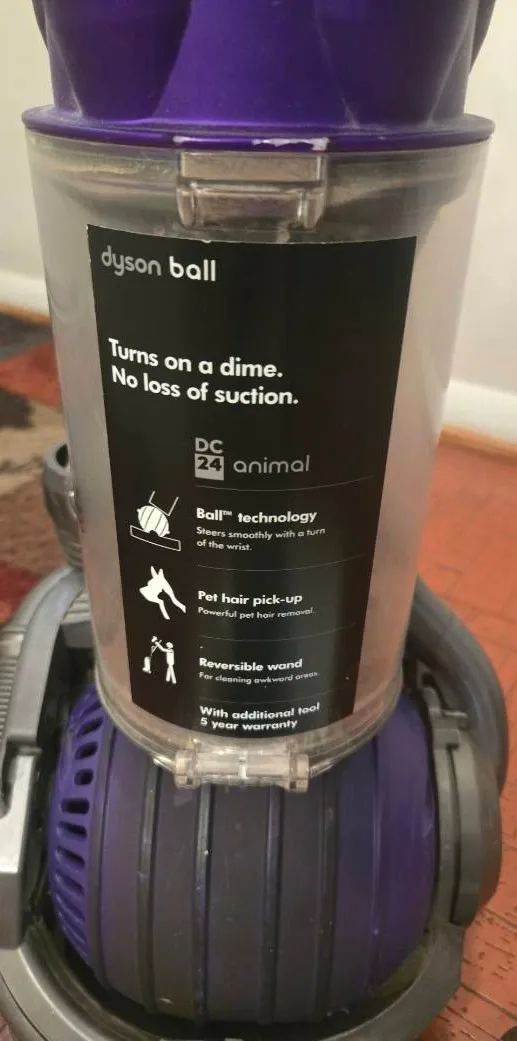 dyson ball
Turns on a dime.
No loss of suction.
DC
24 animal
Ball™ technology
Steers smoothly with a turn
of the wrist.
Pet hair pick-up
Powerful pet hair removal.
Reversible wand
For cleaning awkward areas.
With additional tool
5 year warranty